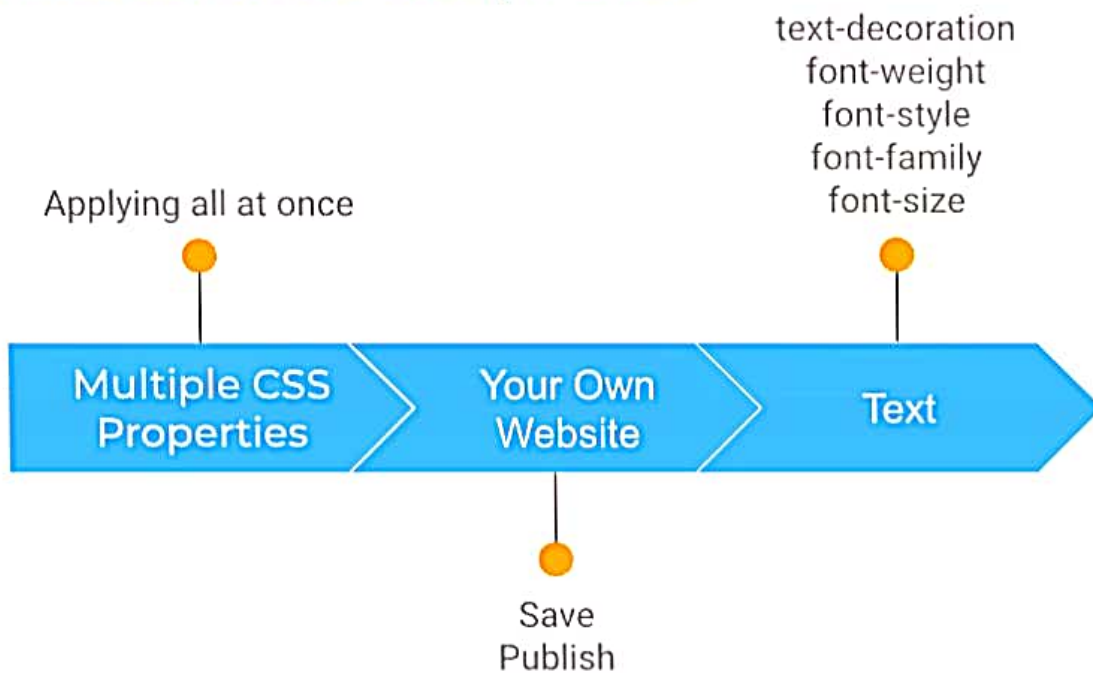 text-decoration
font-weight
font-style
font-family
font-size
Applying all at once
Multiple CSS
Properties
Your Own
Website
Text
Save
Publish